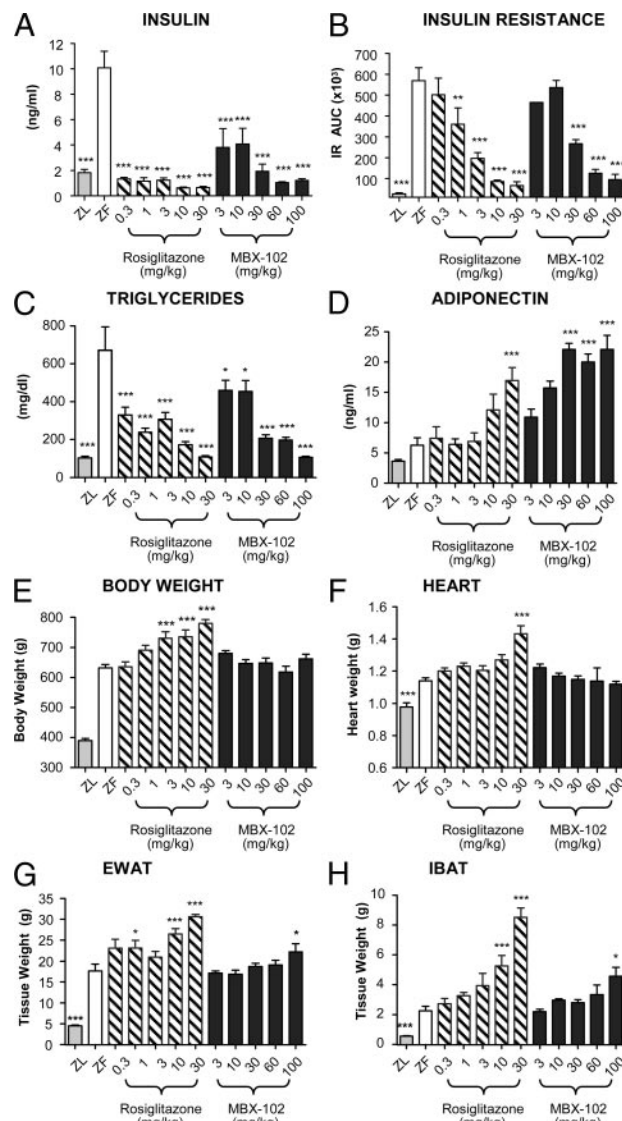 A INSULIN
12
10
8
6
4
2
0
(ng/ml)
*** *** *** *** *** *** *** *** *** *** ***
ZL ZF 0.3 1 3 10 30 3 10 30 60 100
Rosiglitazone (mg/kg)
MBX-102 (mg/kg)
B INSULIN RESISTANCE
700
600
500
400
300
200
100
IR AUC (x10³)
*** ** *** *** *** *** *** ***
ZL ZF 0.3 1 3 10 30 3 10 30 60 100
Rosiglitazone (mg/kg)
MBX-102 (mg/kg)
C TRIGLYCERIDES
800
600
400
200
0
(mg/dl)
*** *** *** *** *** *** * * *** *** ***
ZL ZF 0.3 1 3 10 30 3 10 30 60 100
Rosiglitazone (mg/kg)
MBX-102 (mg/kg)
D ADIPONECTIN
25
20
15
10
5
0
(ng/ml)
*** *** *** ***
ZL ZF 0.3 1 3 10 30 3 10 30 60 100
Rosiglitazone (mg/kg)
MBX-102 (mg/kg)
E BODY WEIGHT
800
700
600
500
400
300
Body Weight (g)
*** *** ***
ZL ZF 0.3 1 3 10 30 3 10 30 60 100
Rosiglitazone (mg/kg)
MBX-102 (mg/kg)
F HEART
1.6
1.4
1.2
1.0
0.8
0.6
Heart weight (g)
*** ***
ZL ZF 0.3 1 3 10 30 3 10 30 60 100
Rosiglitazone (mg/kg)
MBX-102 (mg/kg)
G EWAT
35
30
25
20
15
10
5
0
Tissue Weight (g)
*** * *** *** *
ZL ZF 0.3 1 3 10 30 3 10 30 60 100
Rosiglitazone (mg/kg)
MBX-102 (mg/kg)
H IBAT
10
8
6
4
2
0
Tissue Weight (g)
*** *** *** *
ZL ZF 0.3 1 3 10 30 3 10 30 60 100
Rosiglitazone (mg/kg)
MBX-102 (mg/kg)